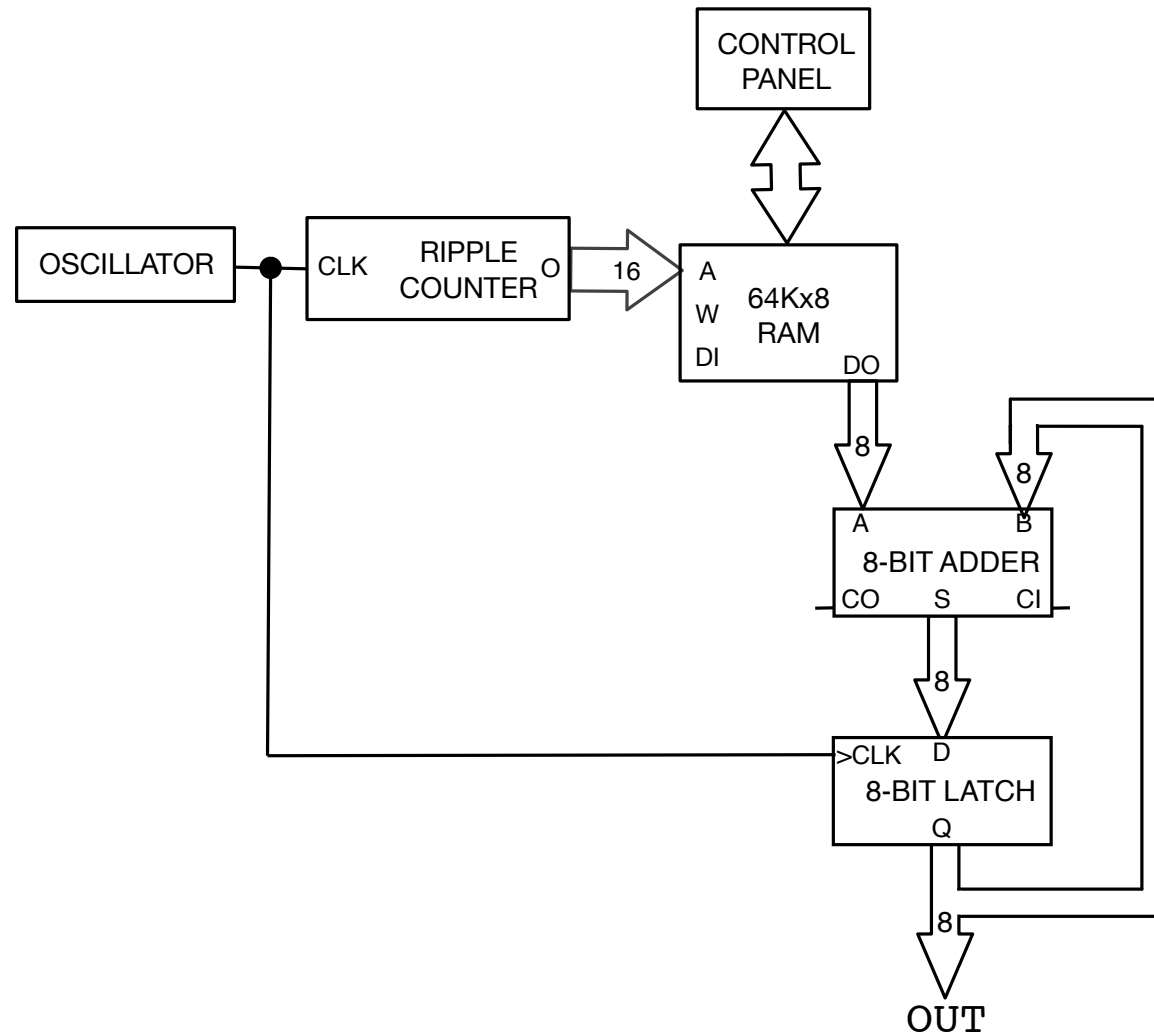 CONTROL
PANEL
OSCILLATOR
CLK
RIPPLE
COUNTER
O
16
A
W
DI
64Kx8
RAM
DO
8
8
A
B
8-BIT ADDER
CO
S
CI
8
>CLK
D
8-BIT LATCH
Q
8
OUT